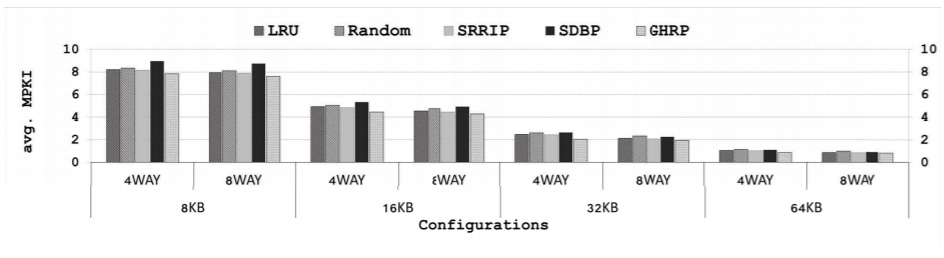 LRU Random SRRIP SDBP GHRP
10 10
8 8
6 6
4 4
2 2
0 0
avg. MPKI
4WAY 8WAY 4WAY 8WAY 4WAY 8WAY 4WAY 8WAY
8KB 16KB 32KB 64KB
Configurations